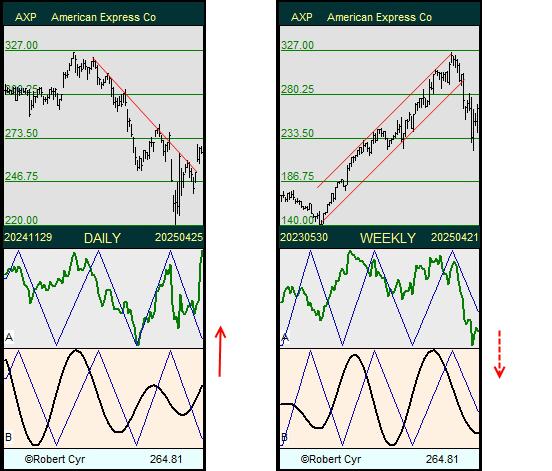 AXP American Express Co
327.00
300.25
273.50
246.75
220.00
20241129 DAILY 20250425
A
B
©Robert Cyr 264.81
AXP American Express Co
327.00
280.25
233.50
186.75
140.00
20230530 WEEKLY 20250421
A
B
©Robert Cyr 264.81